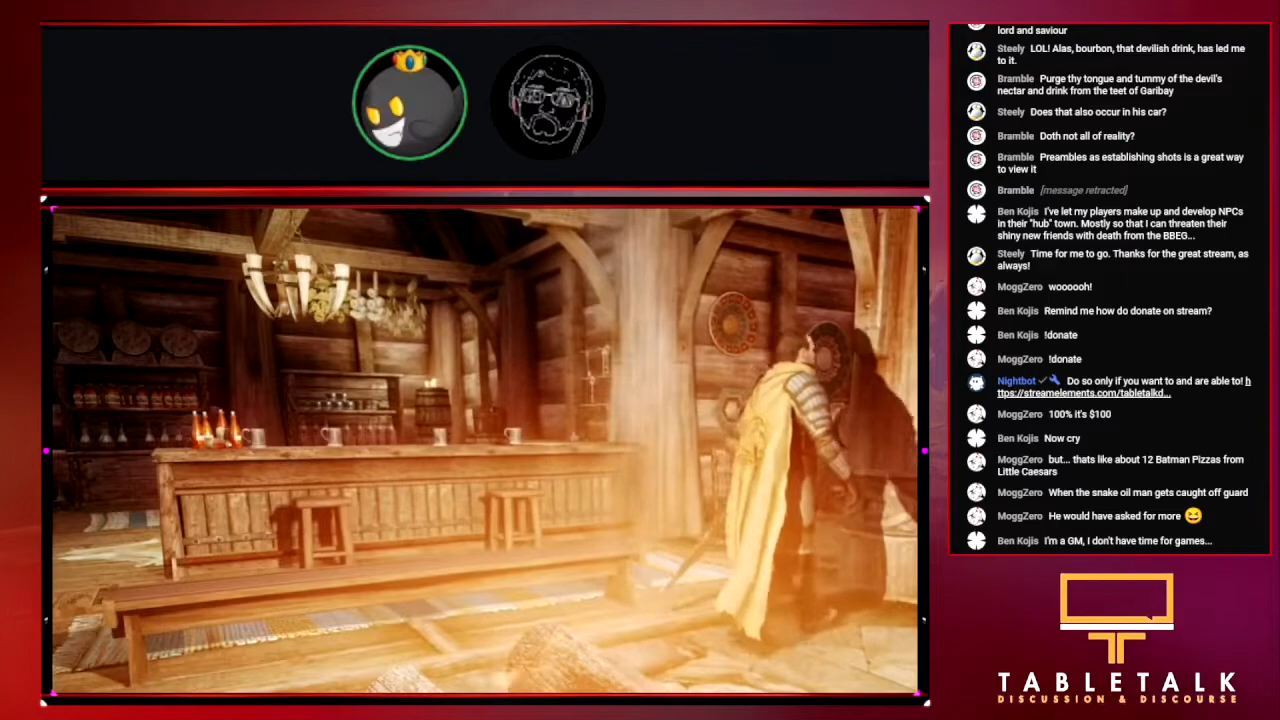 lord and saviour
Steely LOL! Alas, bourbon, that devilish drink, has led me
to it.
Bramble Purge thy tongue and tummy of the devil's
nectar and drink from the teet of Garibay
Steely Does that also occur in his car?
Bramble Doth not all of reality?
Bramble Preambles as establishing shots is a great way
to view it
Bramble [message retracted]
Ben Kojis I've let my players make up and develop NPCs
in their "hub" town. Mostly so that I can threaten their
shiny new friends with death from the BBEG...
Steely Time for me to go. Thanks for the great stream, as
always!
MoggZero woooooh!
Ben Kojis Remind me how do donate on stream?
Ben Kojis !donate
MoggZero !donate
Nightbot Do so only if you want to and are able to! h
ttps://streamelements.com/tabletalkd...
MoggZero 100% it's $100
Ben Kojis Now cry
MoggZero but... thats like about 12 Batman Pizzas from
Little Caesars
MoggZero When the snake oil man gets caught off guard
MoggZero He would have asked for more 😆
Ben Kojis I'm a GM, I don't have time for games...
TABLETALK
DISCUSSION & DISCOURSE